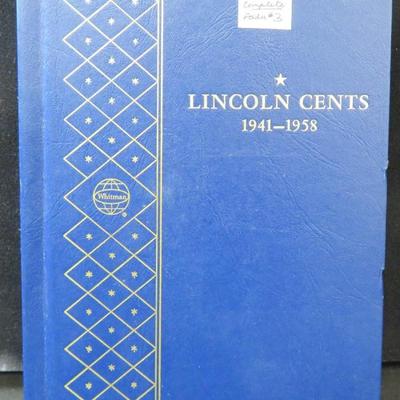 Complete
LINCOLN CENTS
1941—1958
Whitman